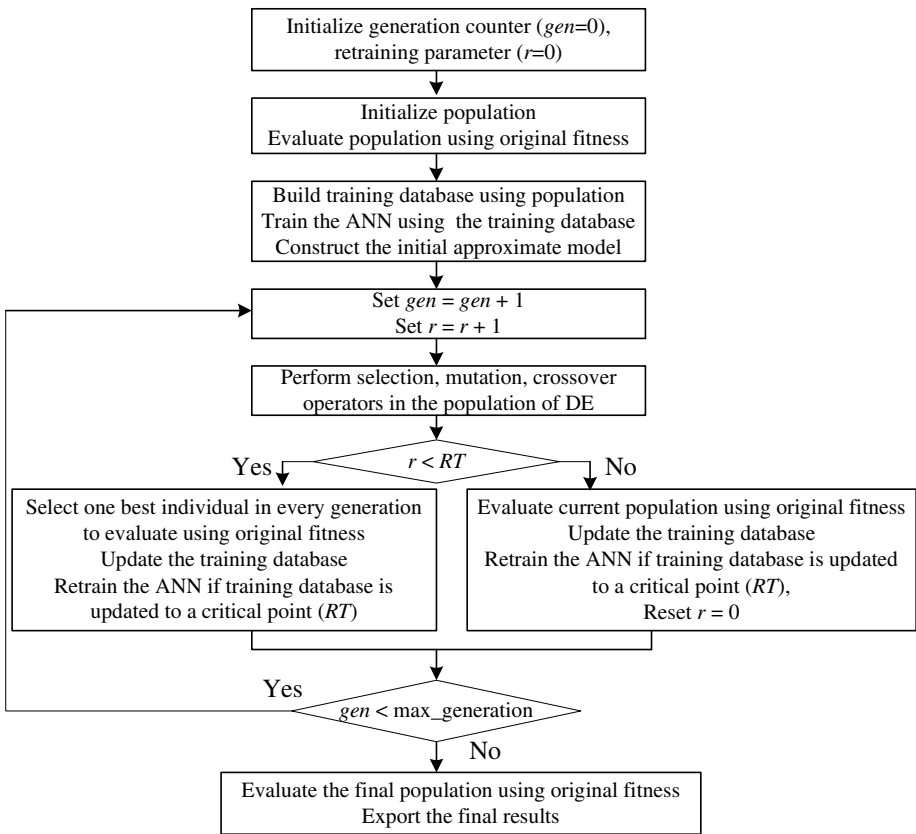 Initialize generation counter (gen=0),
retraining parameter (r=0)
Initialize population
Evaluate population using original fitness
Build training database using population
Train the ANN using the training database
Construct the initial approximate model
Set gen = gen + 1
Set r = r + 1
Perform selection, mutation, crossover
operators in the population of DE
r < RT
Yes
No
Select one best individual in every generation
to evaluate using original fitness
Update the training database
Retrain the ANN if training database is
updated to a critical point (RT)
Evaluate current population using original fitness
Update the training database
Retrain the ANN if training database is updated
to a critical point (RT),
Reset r = 0
Yes
gen < max_generation
No
Evaluate the final population using original fitness
Export the final results